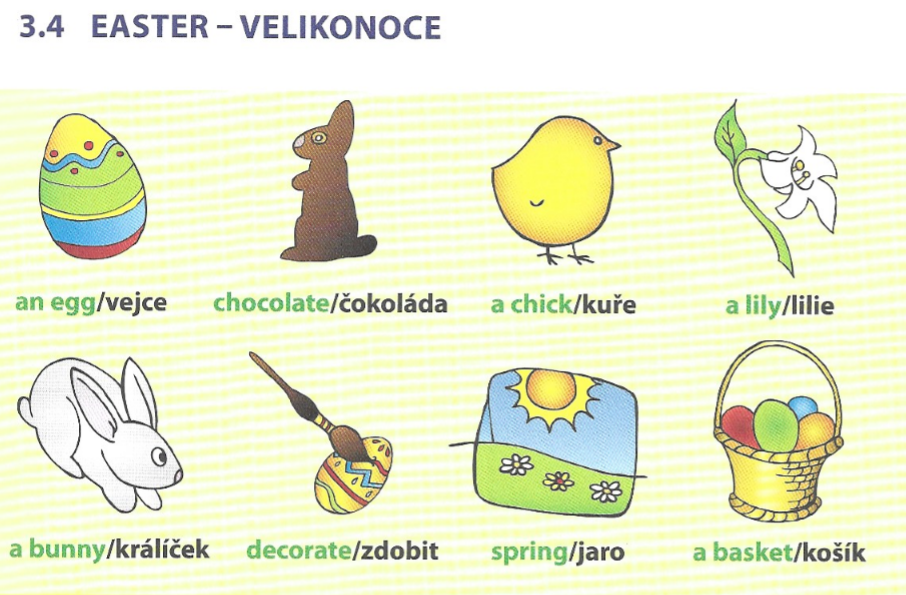 3.4 EASTER – VELIKONOCE
an egg/vejce
chocolate/čokoláda
a chick/kuře
a lily/lilie
a bunny/králíček
decorate/zdobit
spring/jaro
a basket/košík